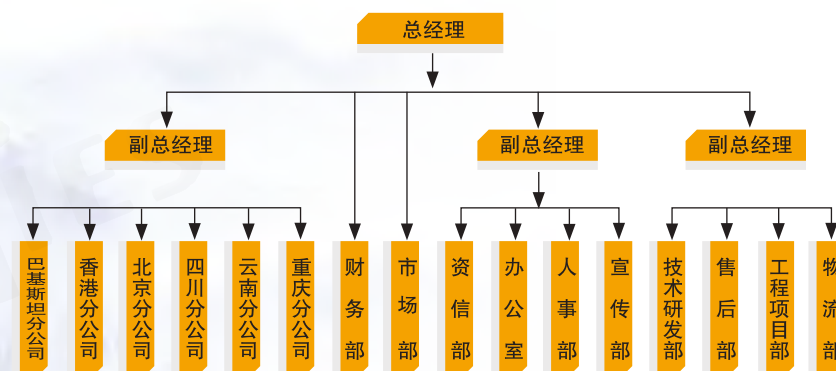 总经理
副总经理
副总经理
副总经理
巴基斯坦分公司
香港分公司
北京分公司
四川分公司
云南分公司
重庆分公司
财务部
市场部
资信部
办公室
人事部
宣传部
技术研发部
售后部
工程项目部
物流部